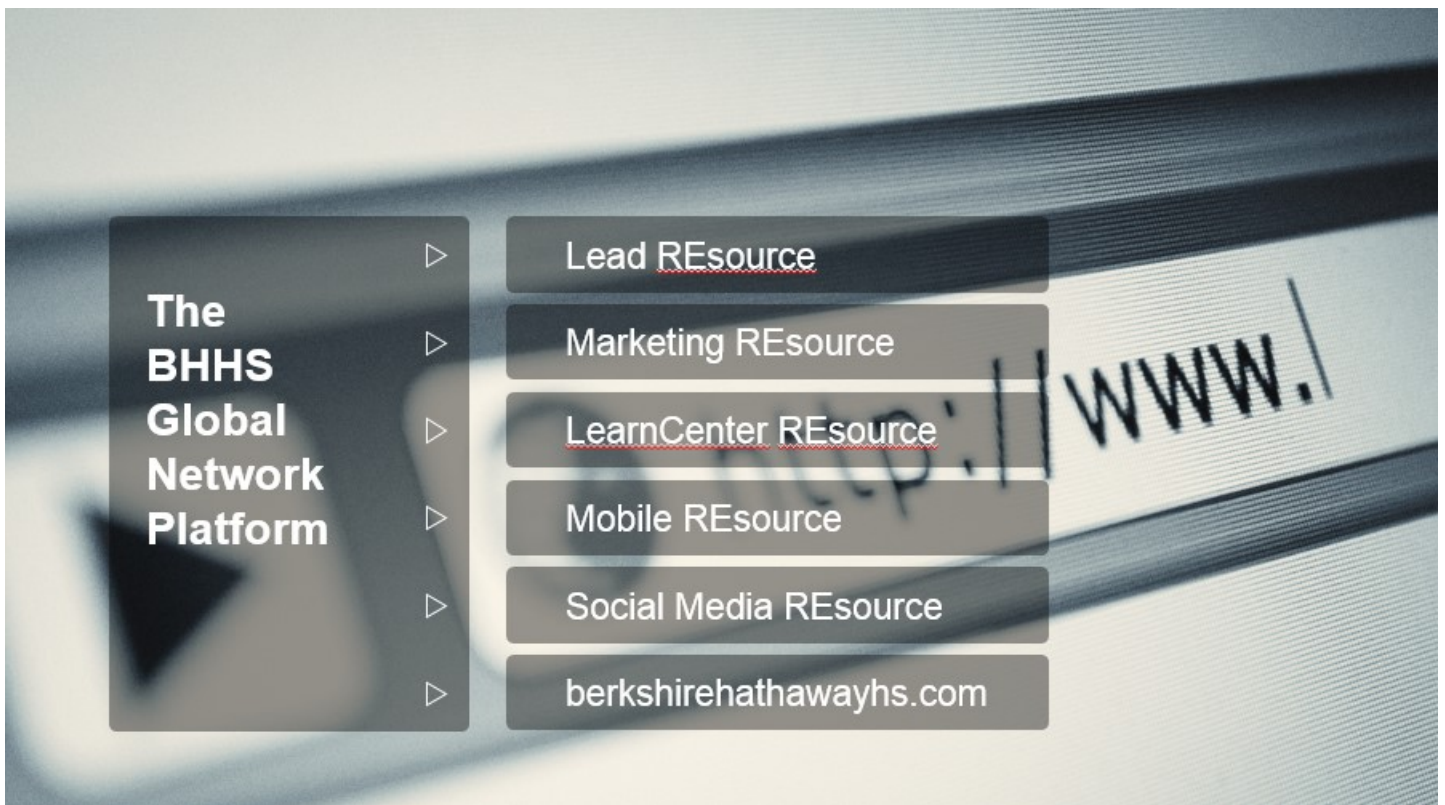 The
BHHS
Global
Network
Platform
Lead REsource
Marketing REsource
LearnCenter REsource
Mobile REsource
Social Media REsource
berkshirehathawayhs.com
http://www.